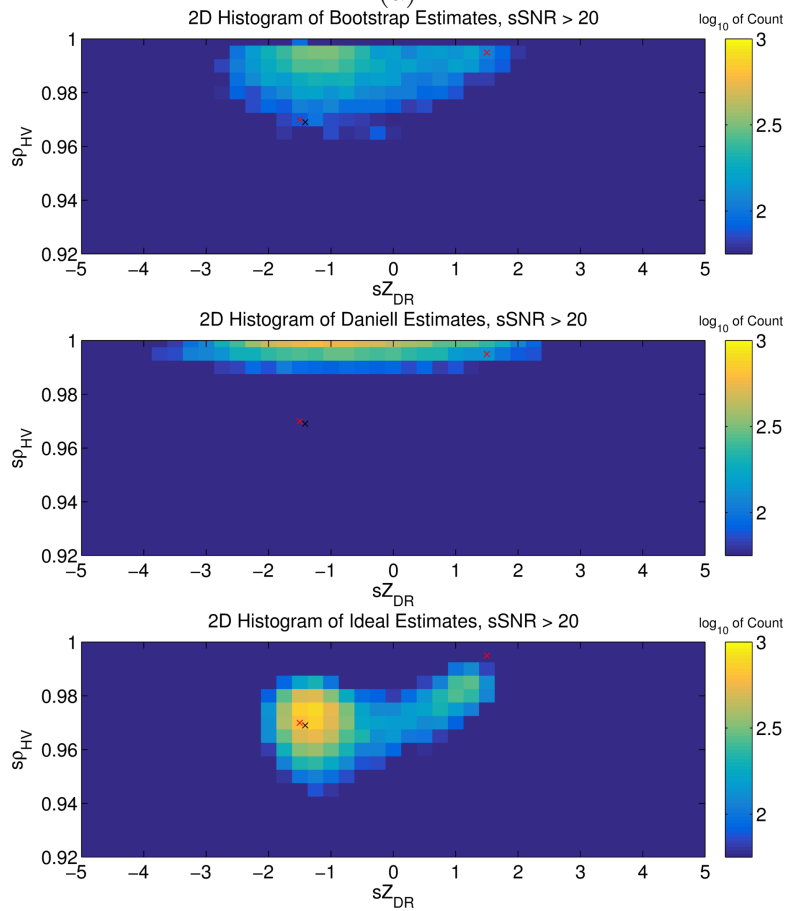 2D Histogram of Bootstrap Estimates, sSNR > 20
log10 of Count
1
0.98
0.96
0.94
0.92
sρHV
−5 −4 −3 −2 −1 0 1 2 3 4 5
sZDR
3
2.5
2
2D Histogram of Daniell Estimates, sSNR > 20
log10 of Count
1
0.98
0.96
0.94
0.92
sρHV
−5 −4 −3 −2 −1 0 1 2 3 4 5
sZDR
3
2.5
2
2D Histogram of Ideal Estimates, sSNR > 20
log10 of Count
1
0.98
0.96
0.94
0.92
sρHV
−5 −4 −3 −2 −1 0 1 2 3 4 5
sZDR
3
2.5
2